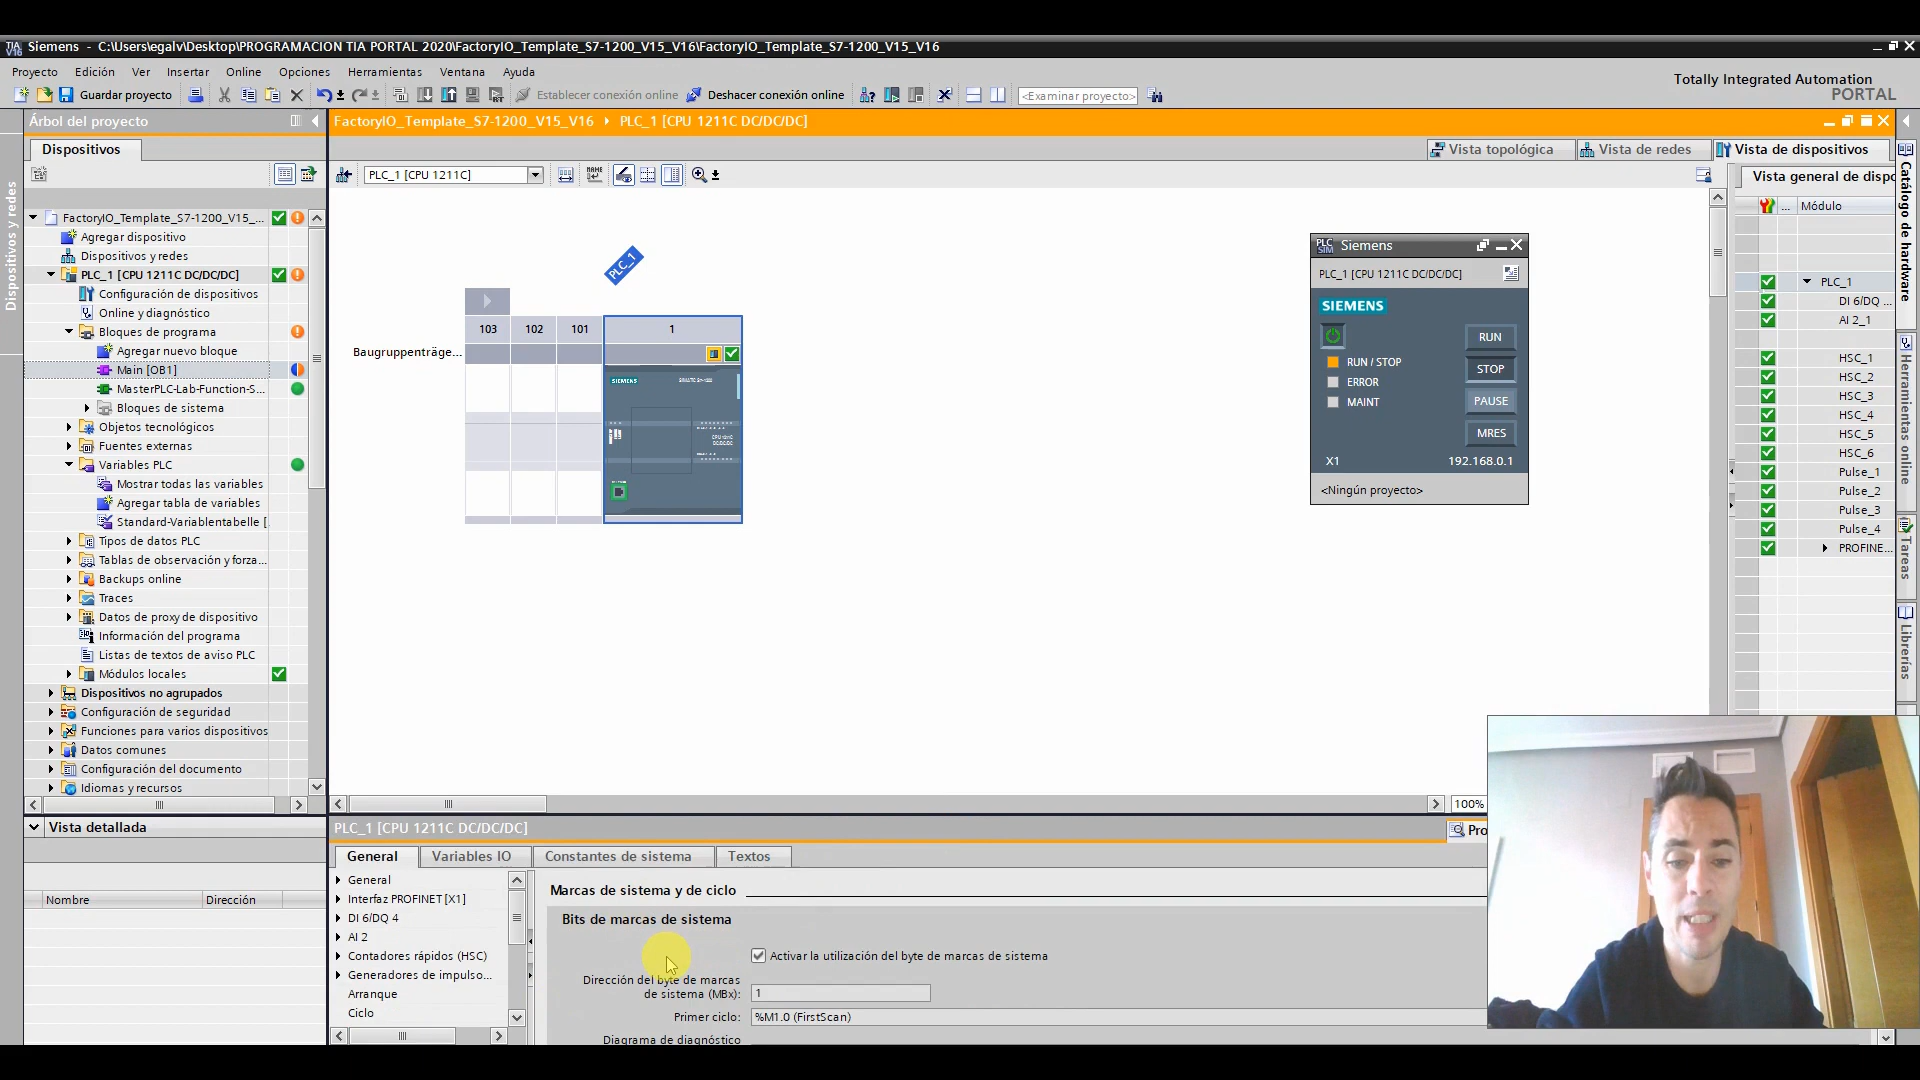 Siemens - C:\Users\egalv\Desktop\PROGRAMACION TIA PORTAL 2020\FactoryIO_Template_S7-1200_V15_V16\FactoryIO_Template_S7-1200_V15_V16
Proyecto Edición Ver Insertar Online Opciones Herramientas Ventana Ayuda
Totally Integrated Automation
PORTAL
Guardar proyecto Establecer conexión online Deshacer conexión online <Examinar proyecto>
Árbol del proyecto
FactoryIO_Template_S7-1200_V15_V16 PLC_1 [CPU 1211C DC/DC/DC]
Dispositivos
Vista topológica Vista de redes Vista de dispositivos
PLC_1 [CPU 1211C]
Vista general de dispo
... Módulo
Dispositivos y redes
FactoryIO_Template_S7-1200_V15_...
Agregar dispositivo
Dispositivos y redes
PLC_1 [CPU 1211C DC/DC/DC]
Configuración de dispositivos
Online y diagnóstico
Bloques de programa
Agregar nuevo bloque
Main [OB1]
MasterPLC-Lab-Function-S...
Bloques de sistema
Objetos tecnológicos
Fuentes externas
Variables PLC
Mostrar todas las variables
Agregar tabla de variables
Standard-Variablentabelle [
Tipos de datos PLC
Tablas de observación y forza...
Backups online
Traces
Datos de proxy de dispositivo
Información del programa
Listas de textos de aviso PLC
Módulos locales
Dispositivos no agrupados
Configuración de seguridad
Funciones para varios dispositivos
Datos comunes
Configuración del documento
Idiomas y recursos
Vista detallada
Nombre Dirección
PLC_1
103 102 101 1
Baugruppenträge...
SIEMENS
CPU 1211C
DC/DC/DC
PLC SIM Siemens
PLC_1 [CPU 1211C DC/DC/DC]
SIEMENS
RUN
RUN / STOP
STOP
ERROR
PAUSE
MAINT
MRES
X1 192.168.0.1
<Ningún proyecto>
PLC_1
DI 6/DQ ...
AI 2_1
HSC_1
HSC_2
HSC_3
HSC_4
HSC_5
HSC_6
Pulse_1
Pulse_2
Pulse_3
Pulse_4
PROFINE...
Catálogo de hardware
Herramientas online
Tareas
Librerías
100%
PLC_1 [CPU 1211C DC/DC/DC]
Pro
General Variables IO Constantes de sistema Textos
General
Interfaz PROFINET [X1]
DI 6/DQ 4
AI 2
Contadores rápidos (HSC)
Generadores de impulso...
Arranque
Ciclo
Marcas de sistema y de ciclo
Bits de marcas de sistema
Activar la utilización del byte de marcas de sistema
Dirección del byte de marcas
de sistema (MBx): 1
Primer ciclo: %M1.0 (FirstScan)
Diagrama de diagnóstico